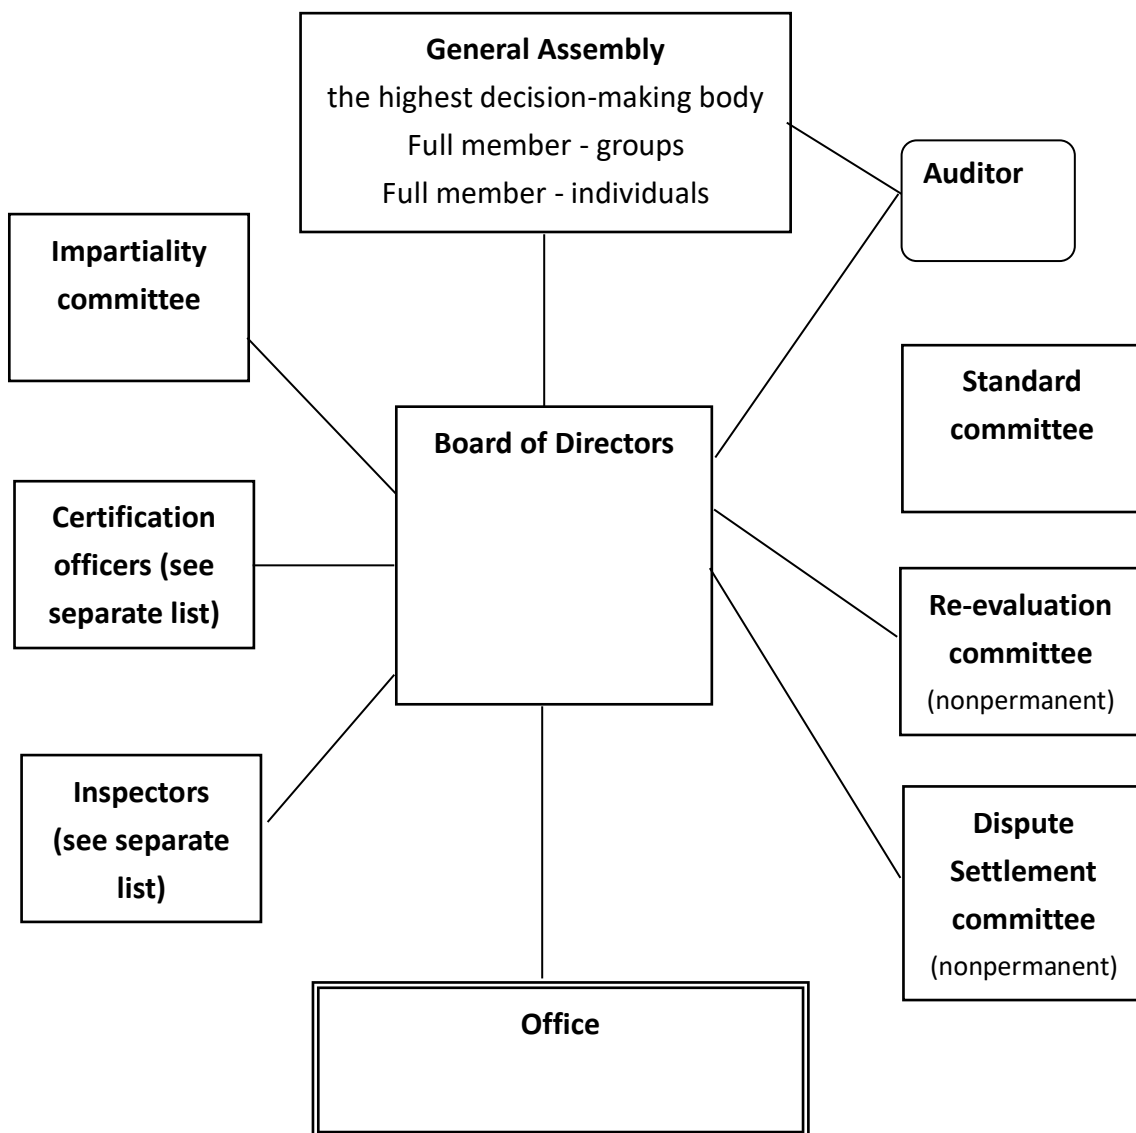 General Assembly
the highest decision-making body
Full member - groups
Full member - individuals
Auditor
Impartiality
committee
Standard
committee
Board of Directors
Certification
officers (see
separate list)
Re-evaluation
committee
(nonpermanent)
Inspectors
(see separate
list)
Dispute
Settlement
committee
(nonpermanent)
Office